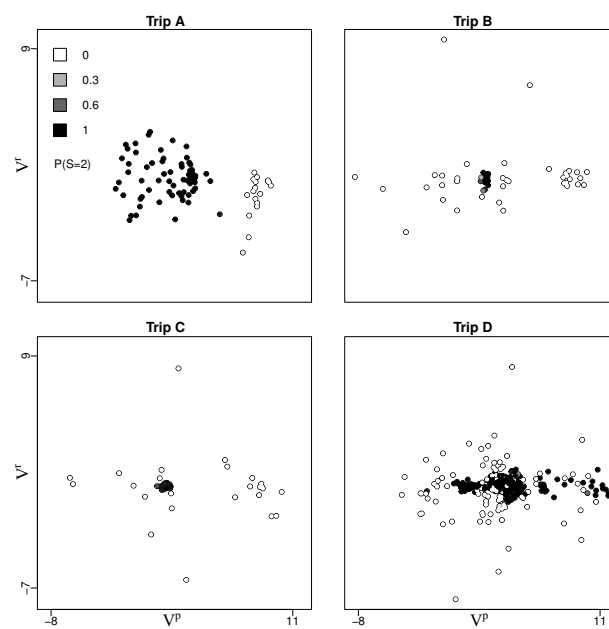 Trip A
Trip B
9
0
0.3
0.6
1
P(S=2)
V^r
-7
Trip C
Trip D
9
V^r
-7
-8
V^p
11
-8
V^p
11